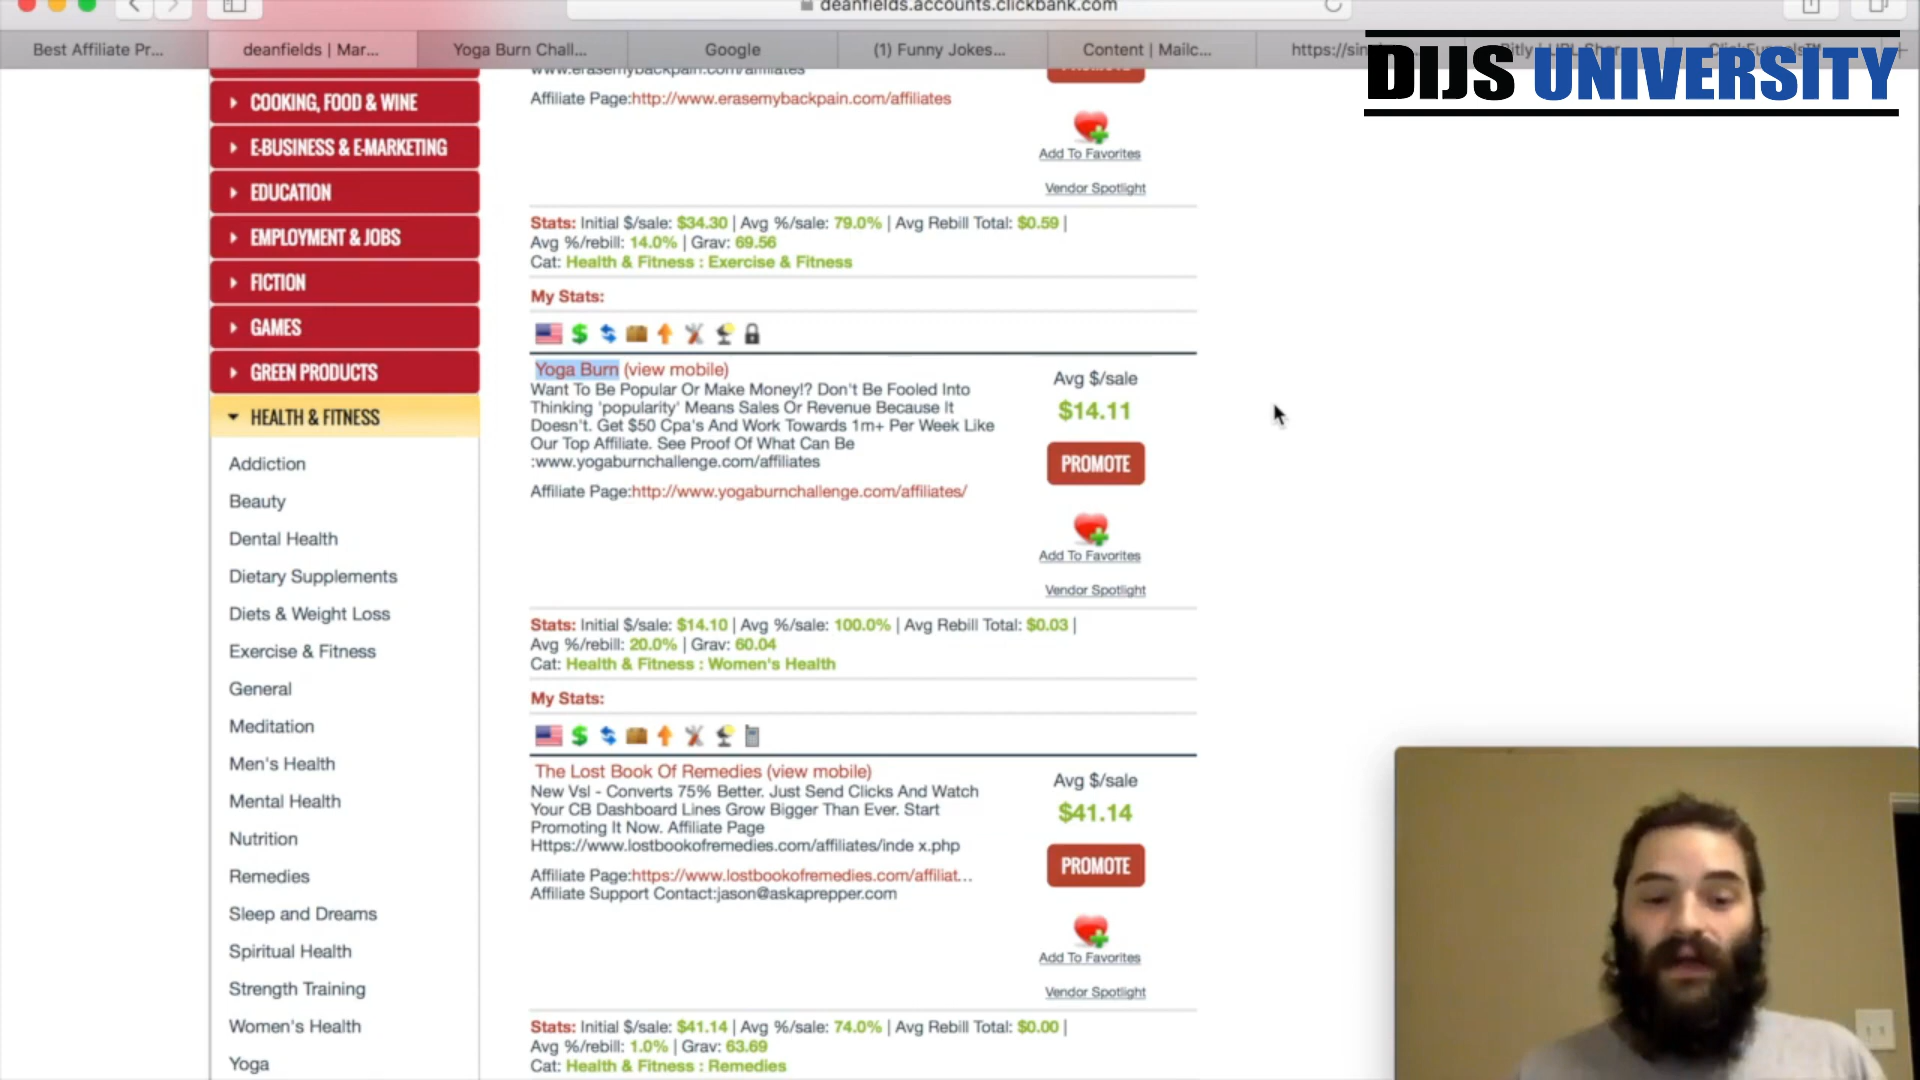 deanfields.accounts.clickbank.com
Best Affiliate Pr...
deanfields | Mar...
Yoga Burn Chall...
Google
(1) Funny Jokes...
Content | Mailc...
DIJS UNIVERSITY
COOKING, FOOD & WINE
E-BUSINESS & E-MARKETING
EDUCATION
EMPLOYMENT & JOBS
FICTION
GAMES
GREEN PRODUCTS
HEALTH & FITNESS
Addiction
Beauty
Dental Health
Dietary Supplements
Diets & Weight Loss
Exercise & Fitness
General
Meditation
Men's Health
Mental Health
Nutrition
Remedies
Sleep and Dreams
Spiritual Health
Strength Training
Women's Health
Yoga
www.erasemybackpain.com/affiliates
Affiliate Page:http://www.erasemybackpain.com/affiliates
PROMOTE
Add To Favorites
Vendor Spotlight
Stats: Initial $/sale: $34.30 | Avg %/sale: 79.0% | Avg Rebill Total: $0.59 |
Avg %/rebill: 14.0% | Grav: 69.56
Cat: Health & Fitness : Exercise & Fitness
My Stats:
Yoga Burn (view mobile)
Want To Be Popular Or Make Money!? Don't Be Fooled Into
Thinking 'popularity' Means Sales Or Revenue Because It
Doesn't. Get $50 Cpa's And Work Towards 1m+ Per Week Like
Our Top Affiliate. See Proof Of What Can Be
:www.yogaburnchallenge.com/affiliates
Affiliate Page:http://www.yogaburnchallenge.com/affiliates/
Avg $/sale
$14.11
PROMOTE
Add To Favorites
Vendor Spotlight
Stats: Initial $/sale: $14.10 | Avg %/sale: 100.0% | Avg Rebill Total: $0.03 |
Avg %/rebill: 20.0% | Grav: 60.04
Cat: Health & Fitness : Women's Health
My Stats:
The Lost Book Of Remedies (view mobile)
New Vsl - Converts 75% Better. Just Send Clicks And Watch
Your CB Dashboard Lines Grow Bigger Than Ever. Start
Promoting It Now. Affiliate Page
Https://www.lostbookofremedies.com/affiliates/inde x.php
Affiliate Page:https://www.lostbookofremedies.com/affiliat...
Affiliate Support Contact:jason@askaprepper.com
Avg $/sale
$41.14
PROMOTE
Add To Favorites
Vendor Spotlight
Stats: Initial $/sale: $41.14 | Avg %/sale: 74.0% | Avg Rebill Total: $0.00 |
Avg %/rebill: 1.0% | Grav: 63.69
Cat: Health & Fitness : Remedies